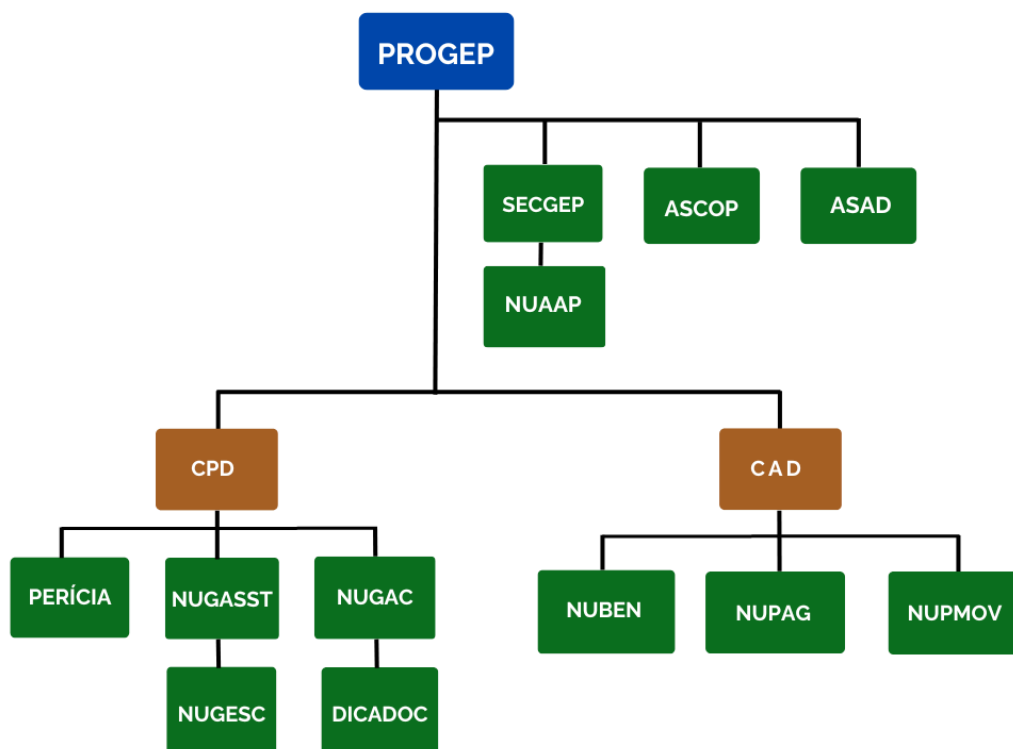 PROGEP
SECGEP
ASCOP
ASAD
NUAAP
CPD
CAD
PERÍCIA
NUGASST
NUGAC
NUBEN
NUPAG
NUPMOV
NUGESC
DICADOC